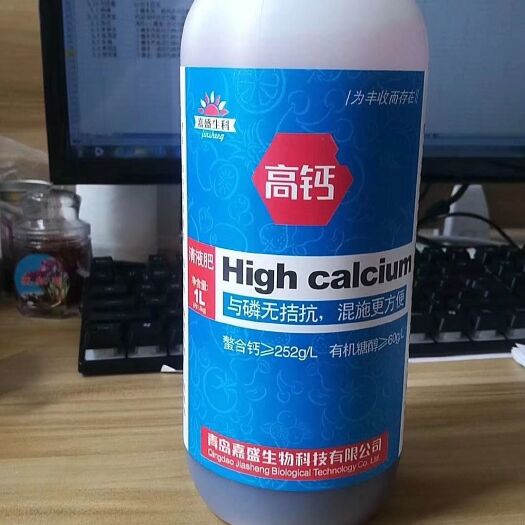 /为丰收而存在/
嘉盛生科
jiasheng
高钙
清液肥
净含量:
1L
High calcium
与磷无拮抗，混施更方便
螯合钙≥252g/L 有机糖醇≥60g/L
青岛嘉盛生物科技有限公司
Qingdao Jiasheng Biological Technology Co. Ltd